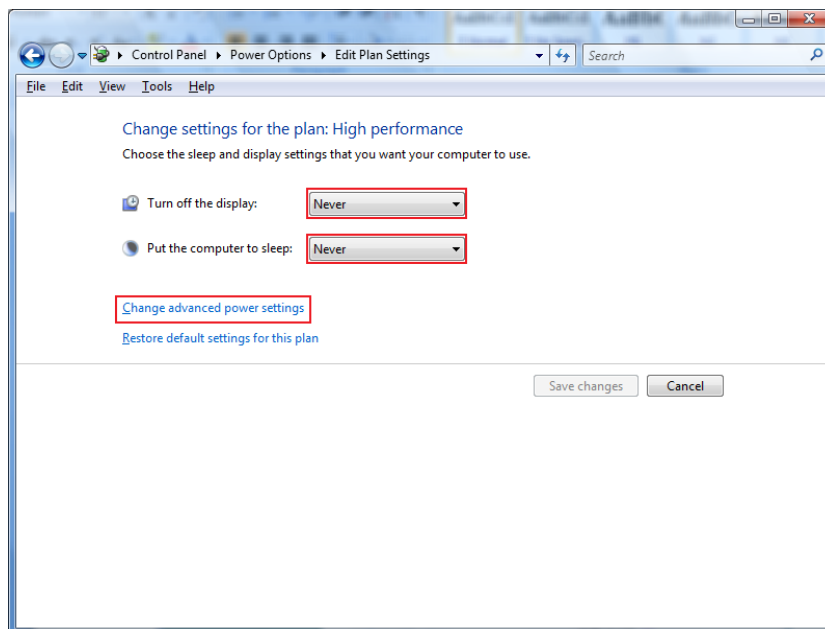 Control Panel Power Options Edit Plan Settings Search
File Edit View Tools Help
Change settings for the plan: High performance
Choose the sleep and display settings that you want your computer to use.
Turn off the display: Never
Put the computer to sleep: Never
Change advanced power settings
Restore default settings for this plan
Save changes Cancel